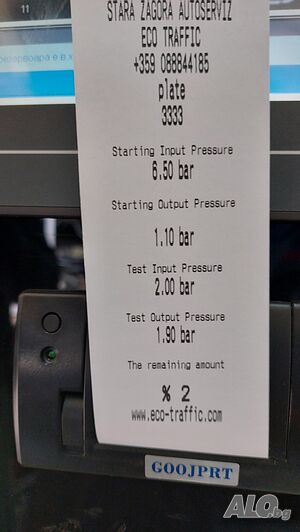 11
STARA ZAGORA AUTOSERVIZ
ECO TRAFFIC
+359 088844185
plate
3333
Starting Input Pressure
6.50 bar
Starting Output Pressure
1.10 bar
Test Input Pressure
2.00 bar
Test Output Pressure
1.90 bar
The remaining amount
% 2
www.eco-traffic.com
GOOJPRT
ALO.bg